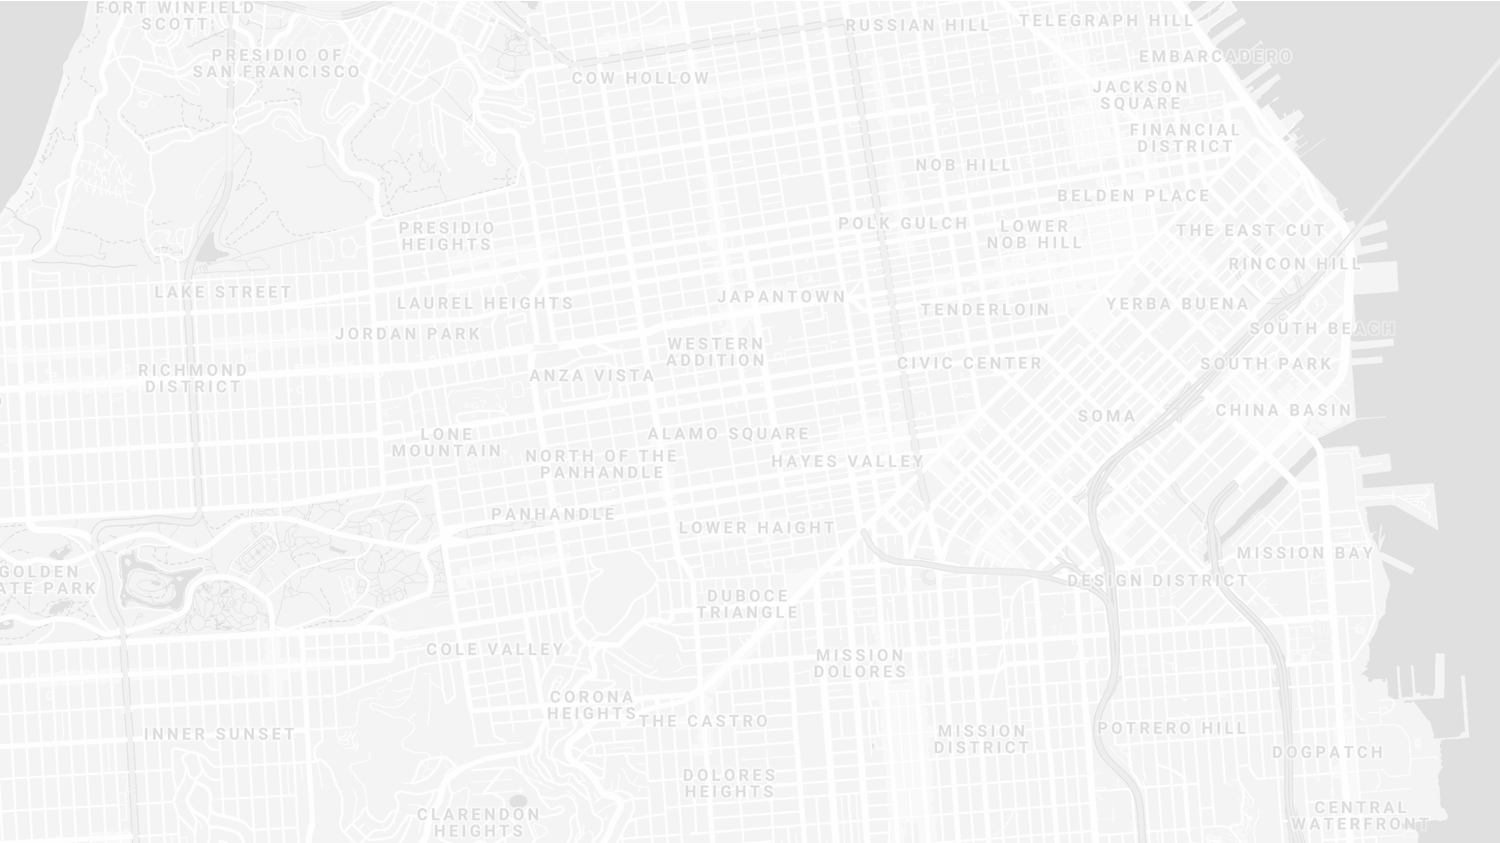 FORT WINFIELD
SCOTT
RUSSIAN HILL
TELEGRAPH HILL
PRESIDIO OF
SAN FRANCISCO
EMBARCADERO
COW HOLLOW
JACKSON
SQUARE
FINANCIAL
DISTRICT
NOB HILL
BELDEN PLACE
PRESIDIO
HEIGHTS
POLK GULCH
LOWER
NOB HILL
THE EAST CUT
RINCON HILL
LAKE STREET
LAUREL HEIGHTS
JAPANTOWN
TENDERLOIN
YERBA BUENA
JORDAN PARK
SOUTH BEACH
WESTERN
ADDITION
RICHMOND
DISTRICT
ANZA VISTA
CIVIC CENTER
SOUTH PARK
SOMA
CHINA BASIN
LONE
MOUNTAIN
ALAMO SQUARE
NORTH OF THE
PANHANDLE
HAYES VALLEY
PANHANDLE
LOWER HAIGHT
MISSION BAY
GOLDEN
ATE PARK
DESIGN DISTRICT
DUBOCE
TRIANGLE
COLE VALLEY
MISSION
DOLORES
CORONA
HEIGHTS
THE CASTRO
INNER SUNSET
MISSION
DISTRICT
POTRERO HILL
DOGPATCH
DOLORES
HEIGHTS
CLARENDON
HEIGHTS
CENTRAL
WATERFRONT